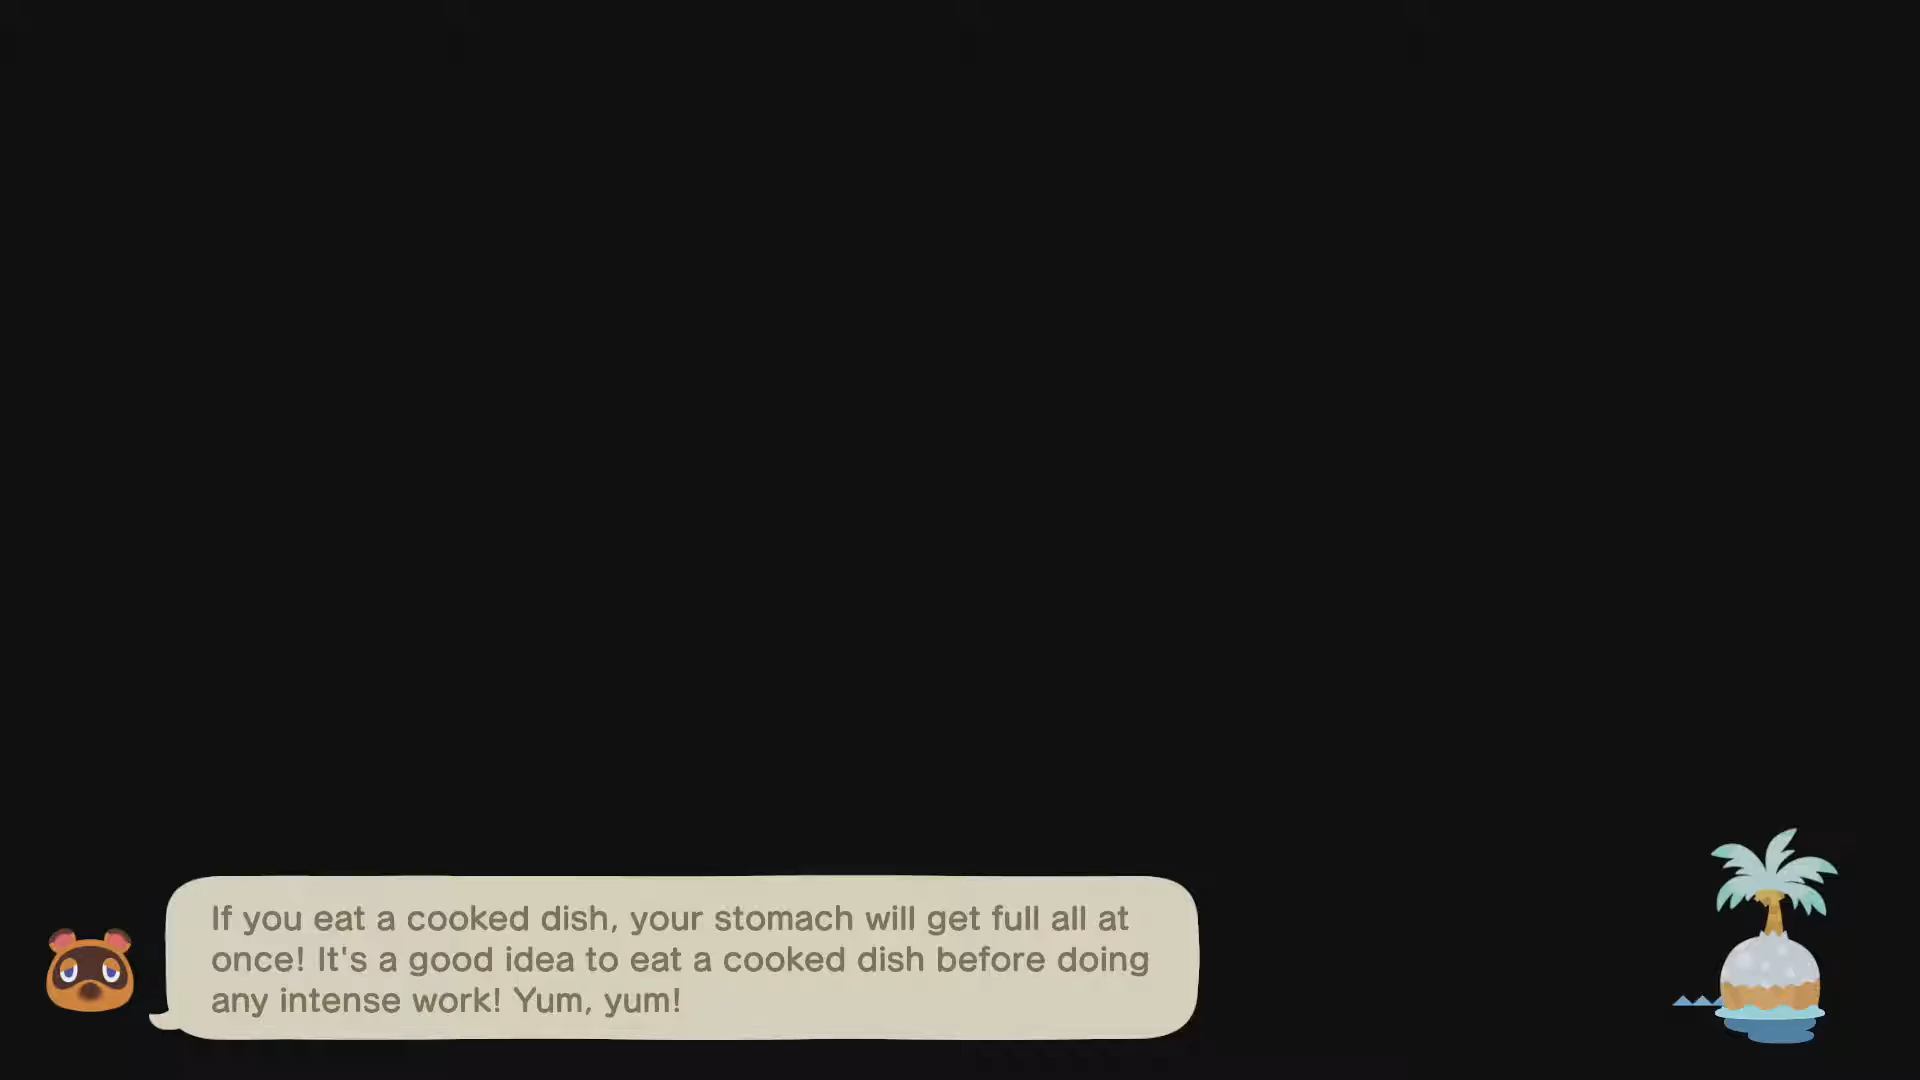 If you eat a cooked dish, your stomach will get full all at
once! It's a good idea to eat a cooked dish before doing
any intense work! Yum, yum!